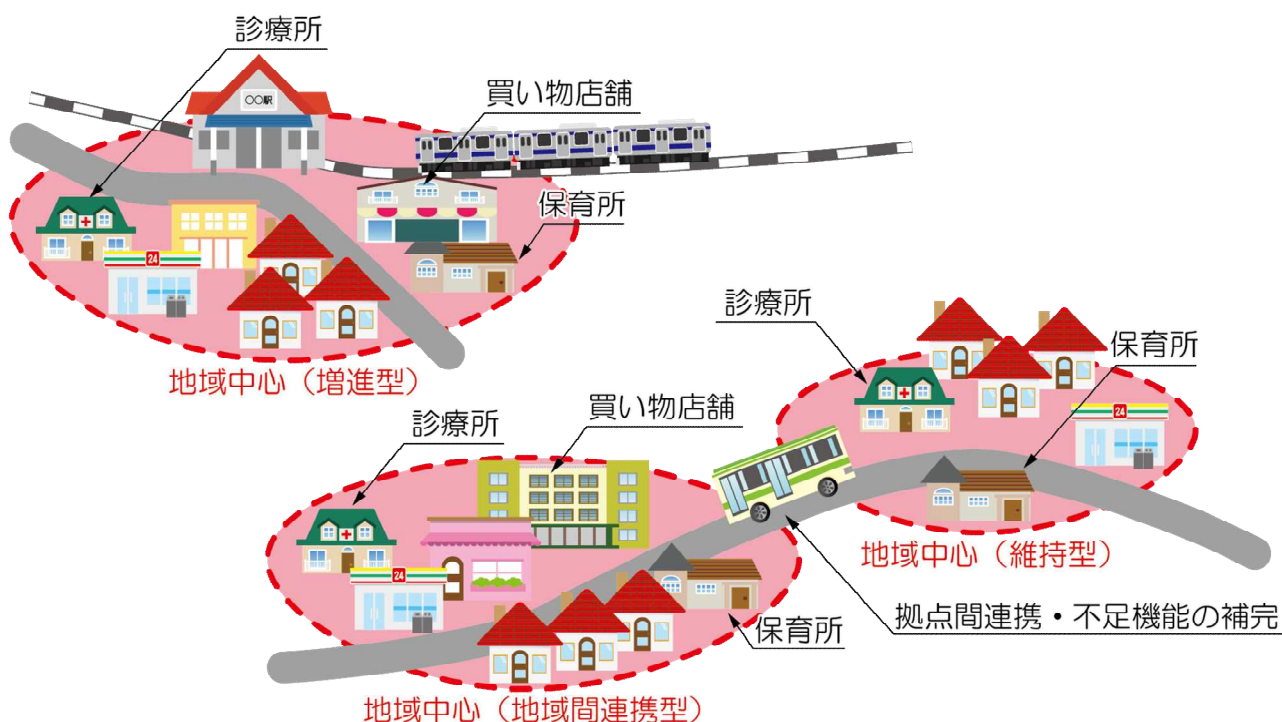 診療所
○○駅
買い物店舗
保育所
24
地域中心（増進型）
診療所
保育所
24
地域中心（維持型）
診療所
買い物店舗
24
保育所
拠点間連携・不足機能の補完
地域中心（地域間連携型）